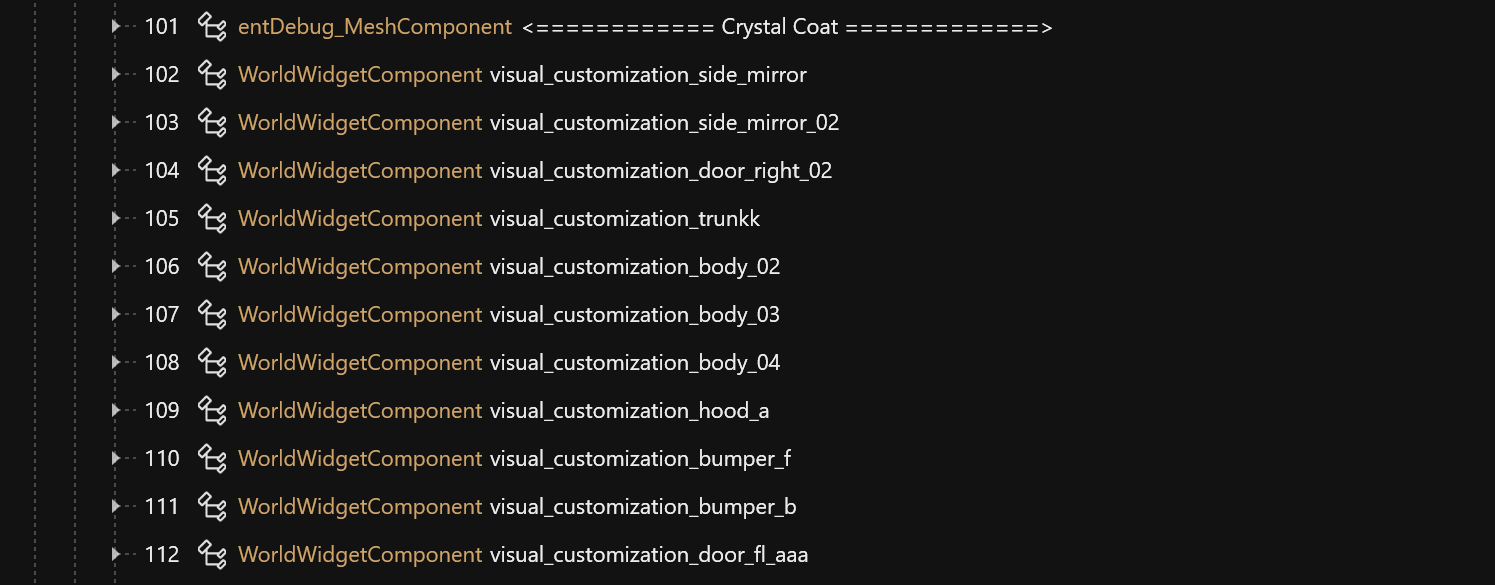 101 entDebug_MeshComponent <============ Crystal Coat =============>
102 WorldWidgetComponent visual_customization_side_mirror
103 WorldWidgetComponent visual_customization_side_mirror_02
104 WorldWidgetComponent visual_customization_door_right_02
105 WorldWidgetComponent visual_customization_trunkk
106 WorldWidgetComponent visual_customization_body_02
107 WorldWidgetComponent visual_customization_body_03
108 WorldWidgetComponent visual_customization_body_04
109 WorldWidgetComponent visual_customization_hood_a
110 WorldWidgetComponent visual_customization_bumper_f
111 WorldWidgetComponent visual_customization_bumper_b
112 WorldWidgetComponent visual_customization_door_fl_aaa